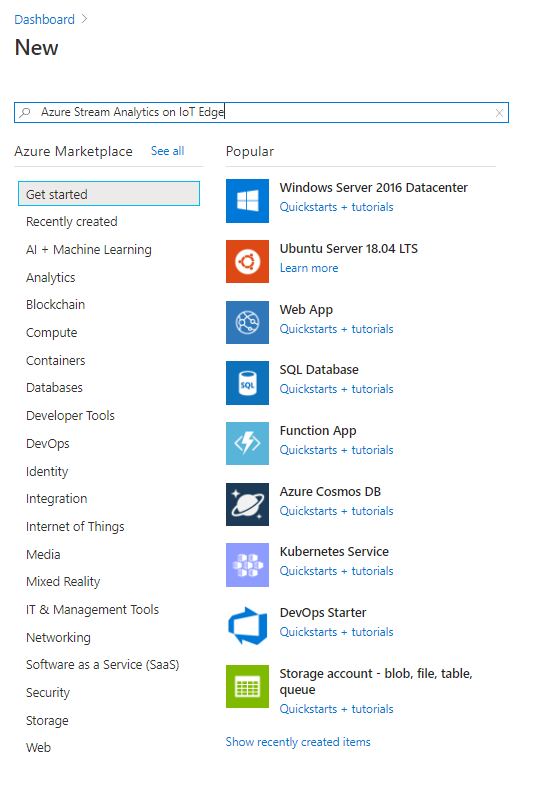 Dashboard
New
Azure Stream Analytics on IoT Edge
Azure Marketplace See all
Get started
Recently created
AI + Machine Learning
Analytics
Blockchain
Compute
Containers
Databases
Developer Tools
DevOps
Identity
Integration
Internet of Things
Media
Mixed Reality
IT & Management Tools
Networking
Software as a Service (SaaS)
Security
Storage
Web
Popular
Windows Server 2016 Datacenter
Quickstarts + tutorials
Ubuntu Server 18.04 LTS
Learn more
Web App
Quickstarts + tutorials
SQL
SQL Database
Quickstarts + tutorials
Function App
Quickstarts + tutorials
Azure Cosmos DB
Quickstarts + tutorials
Kubernetes Service
Quickstarts + tutorials
DevOps Starter
Quickstarts + tutorials
Storage account - blob, file, table,
queue
Quickstarts + tutorials
Show recently created items